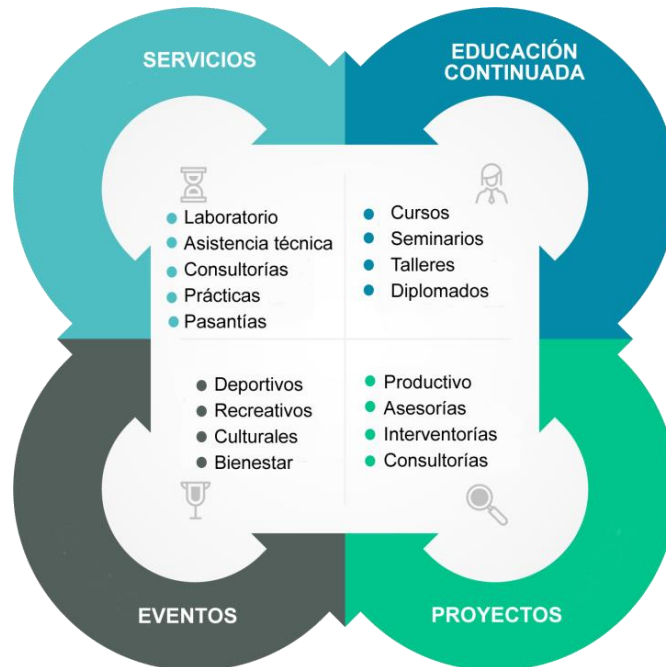 SERVICIOS
EDUCACIÓN
CONTINUADA
Laboratorio
Asistencia técnica
Consultorías
Prácticas
Pasantías
Cursos
Seminarios
Talleres
Diplomados
Deportivos
Recreativos
Culturales
Bienestar
Productivo
Asesorías
Interventorías
Consultorías
EVENTOS
PROYECTOS